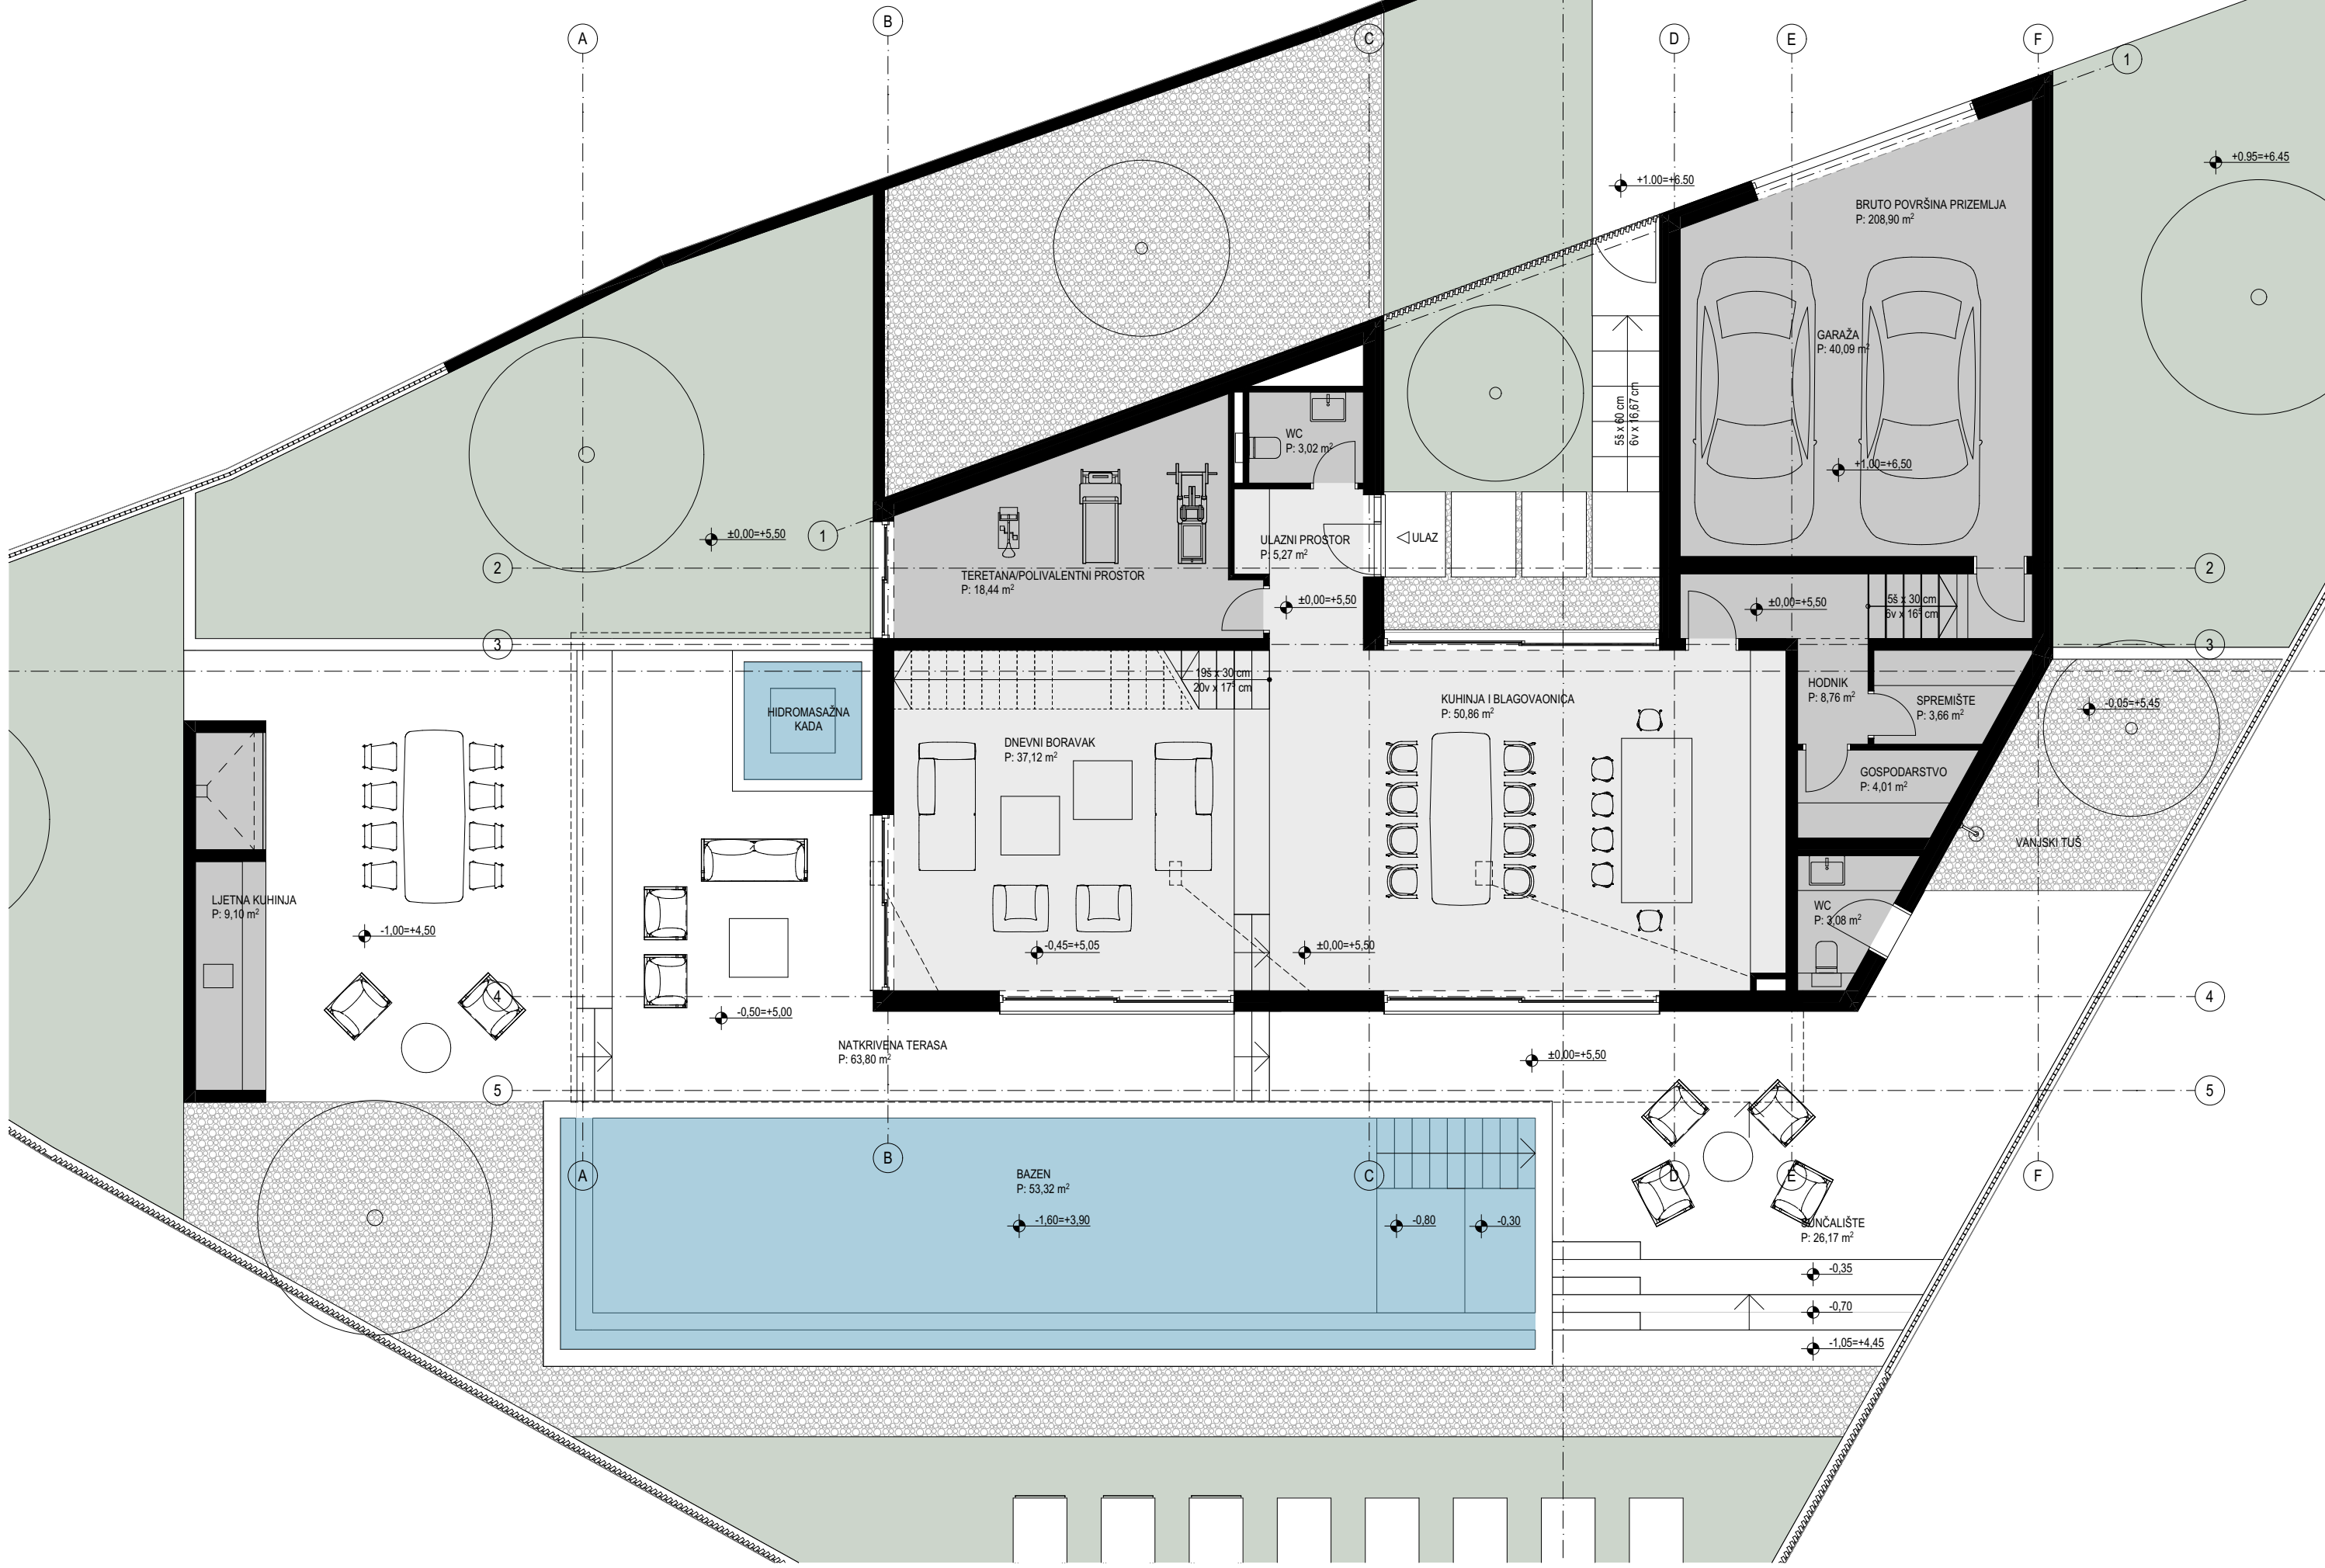 A
B
C
D
E
F
1
+0.95=+6.45
+1.00=+6.50
BRUTO POVRŠINA PRIZEMLJA
P: 208,90 m²
GARAŽA
P: 40,09 m²
5š x 60 cm
6v x 16,67 cm
WC
P: 3,02 m²
+1,00=+6,50
1
±0,00=+5,50
ULAZNI PROSTOR
P: 5,27 m²
ULAZ
2
TERETANA/POLIVALENTNI PROSTOR
P: 18,44 m²
2
±0,00=+5,50
±0,00=+5,50
5š x 30 cm
6v x 16⁵ cm
3
3
19š x 30 cm
20v x 17⁵ cm
HIDROMASAŽNA
KADA
KUHINJA I BLAGOVAONICA
P: 50,86 m²
HODNIK
P: 8,76 m²
SPREMIŠTE
P: 3,66 m²
-0,05=+5,45
DNEVNI BORAVAK
P: 37,12 m²
GOSPODARSTVO
P: 4,01 m²
VANJSKI TUŠ
LJETNA KUHINJA
P: 9,10 m²
WC
P: 3,08 m²
-1,00=+4,50
-0,45=+5,05
±0,00=+5,50
4
4
-0,50=+5,00
NATKRIVENA TERASA
P: 63,80 m²
±0,00=+5,50
5
5
A
B
C
D
E
F
BAZEN
P: 53,32 m²
-1,60=+3,90
-0,80
-0,30
SUNČALIŠTE
P: 26,17 m²
-0,35
-0,70
-1,05=+4,45